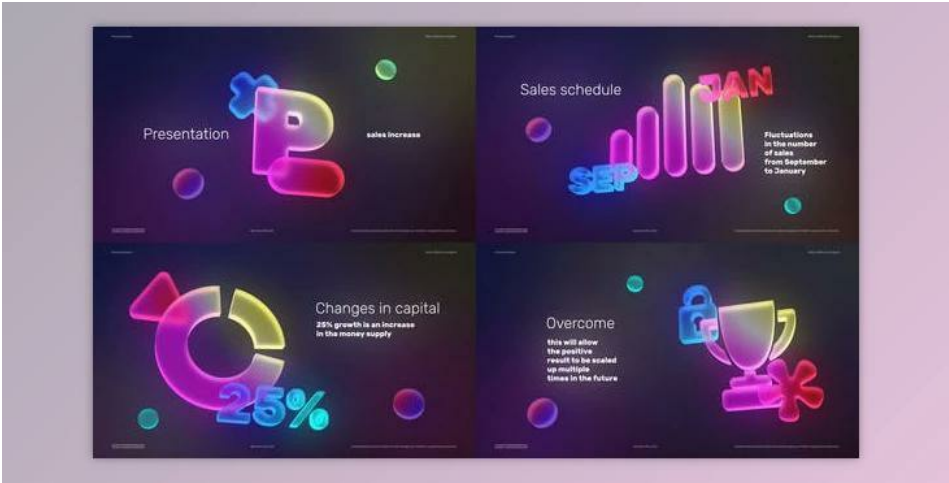 Presentation
sales increase
Sales schedule
JAN
SEP
Fluctuations
in the number
of sales
from September
to January
Changes in capital
25% growth is an increase
in the money supply
25%
Overcome
this will allow
the positive
result to be scaled
up multiple
times in the future